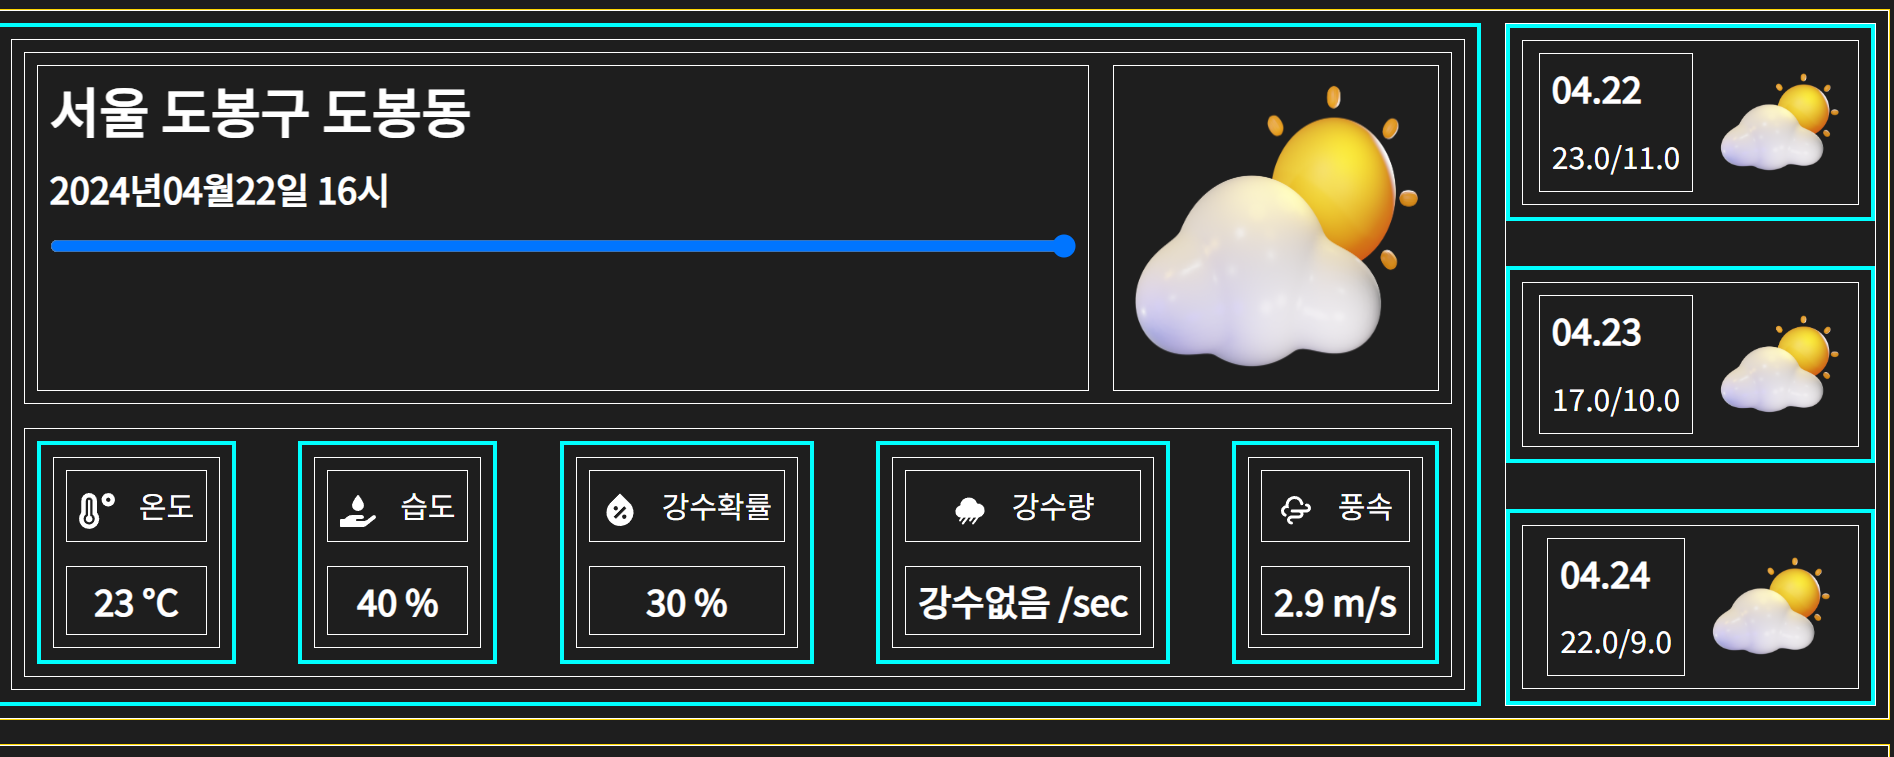 서울 도봉구 도봉동
2024년04월22일 16시
온도
23 ℃
습도
40 %
강수확률
30 %
강수량
강수없음 /sec
풍속
2.9 m/s
04.22
23.0/11.0
04.23
17.0/10.0
04.24
22.0/9.0